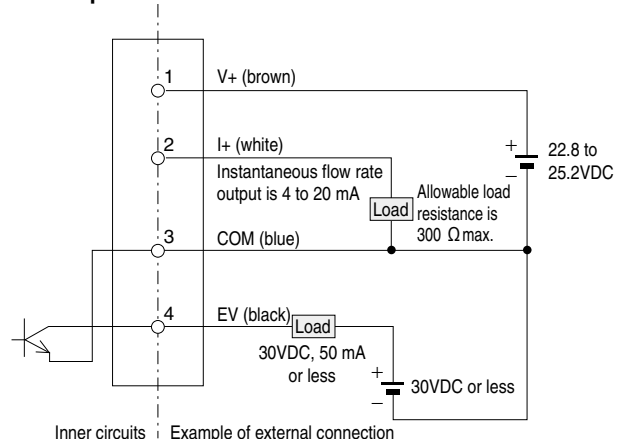 1
V+ (brown)
2
I+ (white)
Instantaneous flow rate
output is 4 to 20 mA
+
−
22.8 to
25.2VDC
Load
Allowable load
resistance is
300 Ω max.
3
COM (blue)
4
EV (black)
Load
30VDC, 50 mA
or less
+
−
30VDC or less
Inner circuits
Example of external connection